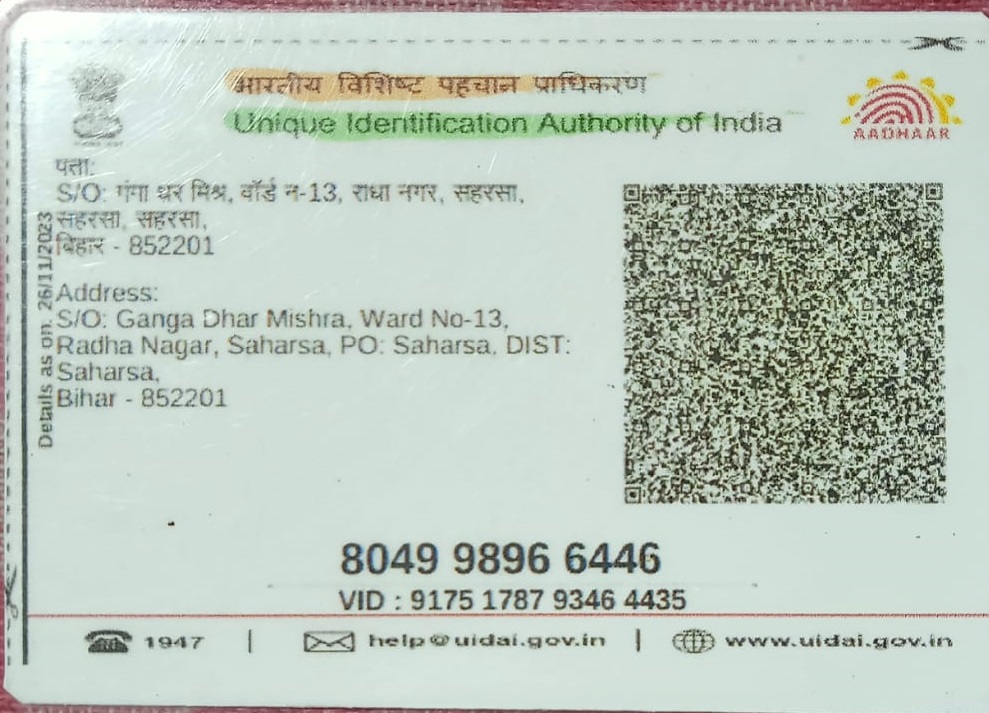 भारतीय विशिष्ट पहचान प्राधिकरण
Unique Identification Authority of India
AADHAAR
पता:
S/O: गंगा धर मिश्र, वॉर्ड न-13, राधा नगर, सहरसा,
सहरसा, सहरसा,
बिहार - 852201
Details as on: 26/11/2023
Address:
S/O: Ganga Dhar Mishra, Ward No-13,
Radha Nagar, Saharsa, PO: Saharsa, DIST:
Saharsa,
Bihar - 852201
8049 9896 6446
VID : 9175 1787 9346 4435
1947 | help@uidai.gov.in | www.uidai.gov.in